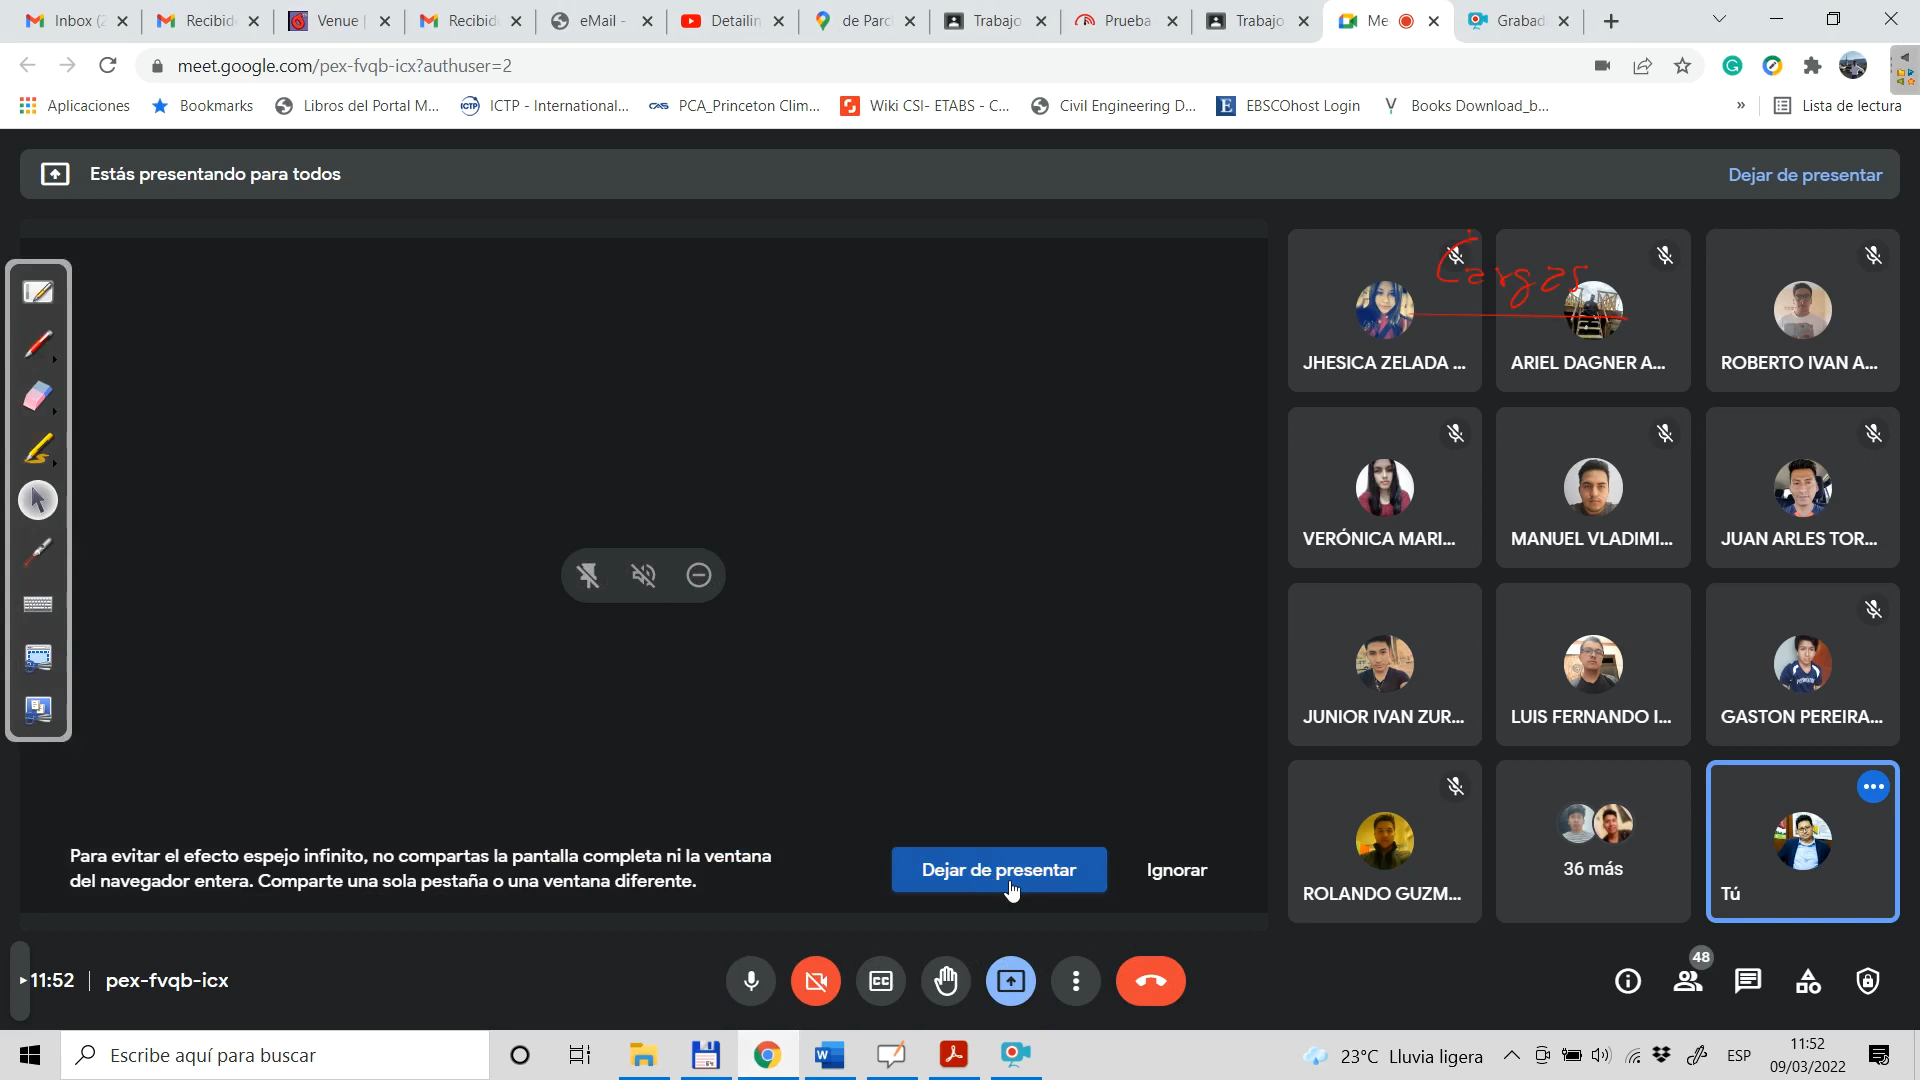 Inbox (2
Recibid
Venue |
Recibid
eMail -
Detailin
de Parc
Trabajo
Prueba
Trabajo
Me
Grabad
meet.google.com/pex-fvqb-icx?authuser=2
Aplicaciones
Bookmarks
Libros del Portal M...
ICTP - International...
PCA_Princeton Clim...
Wiki CSI- ETABS - C...
Civil Engineering D...
EBSCOhost Login
Books Download_b...
»
Lista de lectura
Estás presentando para todos
Dejar de presentar
Cargas
JHESICA ZELADA ...
ARIEL DAGNER A...
ROBERTO IVAN A...
VERÓNICA MARI...
MANUEL VLADIMI...
JUAN ARLES TOR...
JUNIOR IVAN ZUR...
LUIS FERNANDO I...
GASTON PEREIRA...
ROLANDO GUZM...
36 más
Tú
Para evitar el efecto espejo infinito, no compartas la pantalla completa ni la ventana
del navegador entera. Comparte una sola pestaña o una ventana diferente.
Dejar de presentar
Ignorar
11:52 | pex-fvqb-icx
48
Escribe aquí para buscar
23°C Lluvia ligera
ESP
11:52
09/03/2022